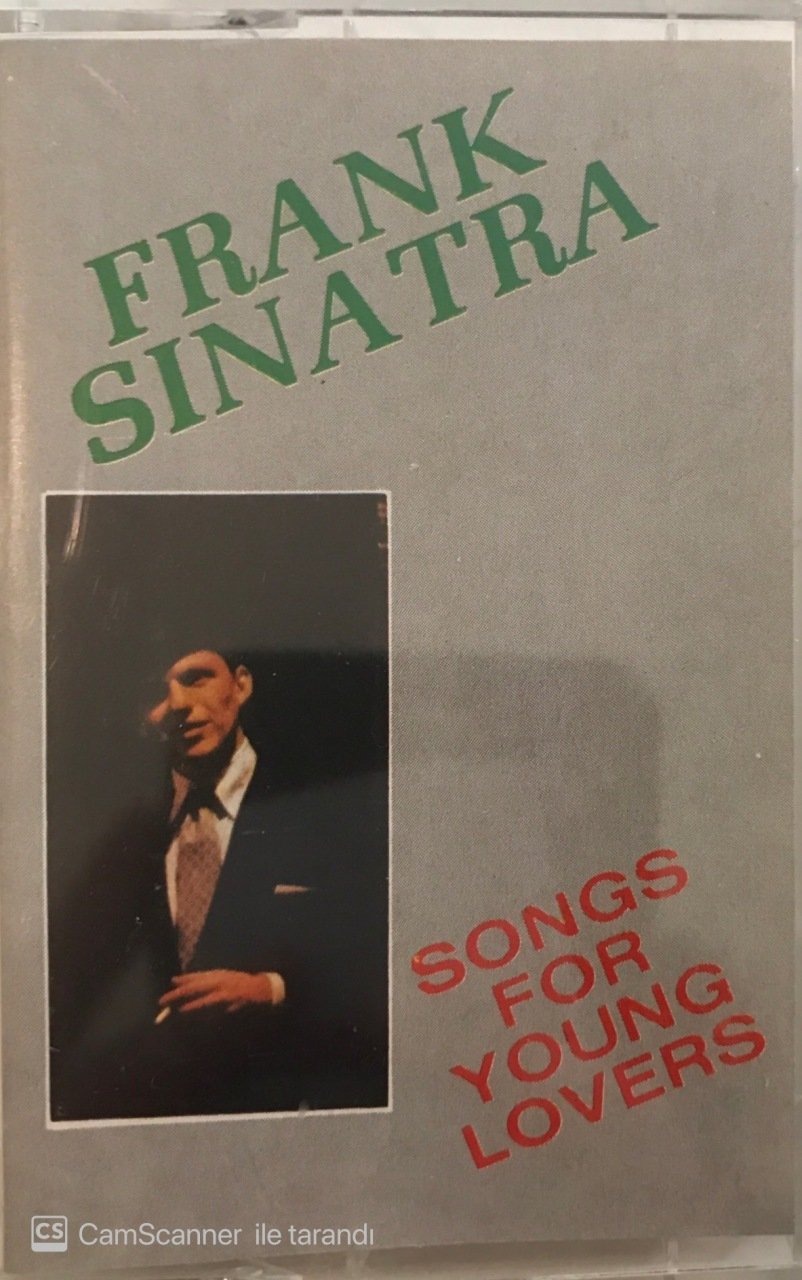 FRANK
SINATRA
SONGS
FOR
YOUNG
LOVERS
CS CamScanner ile tarandı